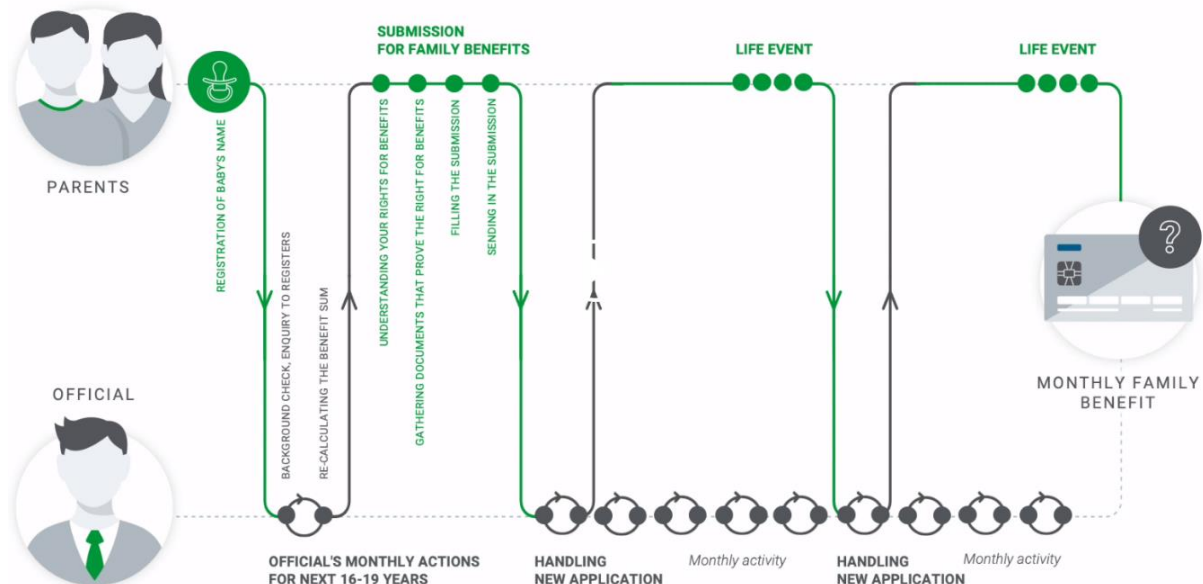 SUBMISSION
FOR FAMILY BENEFITS
LIFE EVENT
LIFE EVENT
PARENTS
REGISTRATION OF BABY'S NAME
BACKGROUND CHECK, ENQUIRY TO REGISTERS
RE-CALCULATING THE BENEFIT SUM
UNDERSTANDING YOUR RIGHTS FOR BENEFITS
GATHERING DOCUMENTS THAT PROVE THE RIGHT FOR BENEFITS
FILLING THE SUBMISSION
SENDING IN THE SUBMISSION
?
MONTHLY FAMILY
BENEFIT
OFFICIAL
OFFICIAL'S MONTHLY ACTIONS
FOR NEXT 16-19 YEARS
HANDLING
NEW APPLICATION
Monthly activity
HANDLING
NEW APPLICATION
Monthly activity